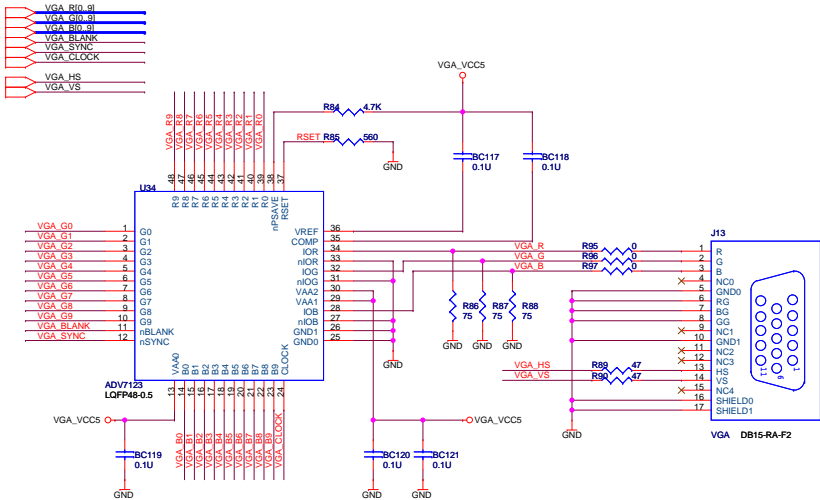 VGA_R[0..9]
VGA_G[0..9]
VGA_B[0..9]
VGA_BLANK
VGA_SYNC
VGA_CLOCK
VGA_HS
VGA_VS
VGA_VCC5
R84 4.7K
RSET R85 560
GND
BC117
0.1U
BC118
0.1U
VGA_R9
VGA_R8
VGA_R7
VGA_R6
VGA_R5
VGA_R4
VGA_R3
VGA_R2
VGA_R1
VGA_R0
48 47 46 45 44 43 42 41 40 39 38 37
U34
R9 R8 R7 R6 R5 R4 R3 R2 R1 R0 nPSAVE RSET
VGA_G0 1 G0
VGA_G1 2 G1
VGA_G2 3 G2
VGA_G3 4 G3
VGA_G4 5 G4
VGA_G5 6 G5
VGA_G6 7 G6
VGA_G7 8 G7
VGA_G8 9 G8
VGA_G9 10 G9
VGA_BLANK 11 nBLANK
VGA_SYNC 12 nSYNC
VREF 36
COMP 35
IOR 34
nIOR 33
IOG 32
nIOG 31
VAA2 30
VAA1 29
IOB 28
nIOB 27
GND1 26
GND0 25
VAA0 B0 B1 B2 B3 B4 B5 B6 B7 B8 B9 CLOCK
13 14 15 16 17 18 19 20 21 22 23 24
ADV7123
LQFP48-0.5
VGA_B0
VGA_B1
VGA_B2
VGA_B3
VGA_B4
VGA_B5
VGA_B6
VGA_B7
VGA_B8
VGA_B9
VGA_CLOCK
VGA_VCC5
BC119
0.1U
GND
GND
VGA_VCC5
BC120
0.1U
BC121
0.1U
GND
GND
VGA_R R95 0
VGA_G R96 0
VGA_B R97 0
R86
75
R87
75
R88
75
GND
GND
GND
VGA_HS R89 47
VGA_VS R90 47
GND
J13
1 R
2 G
3 B
4 NC0
5 GND0
6 RG
7 BG
8 GG
9 NC1
10 GND1
11 NC2
12 NC3
13 HS
14 VS
15 NC4
16 SHIELD0
17 SHIELD1
11 6 1
VGA DB15-RA-F2